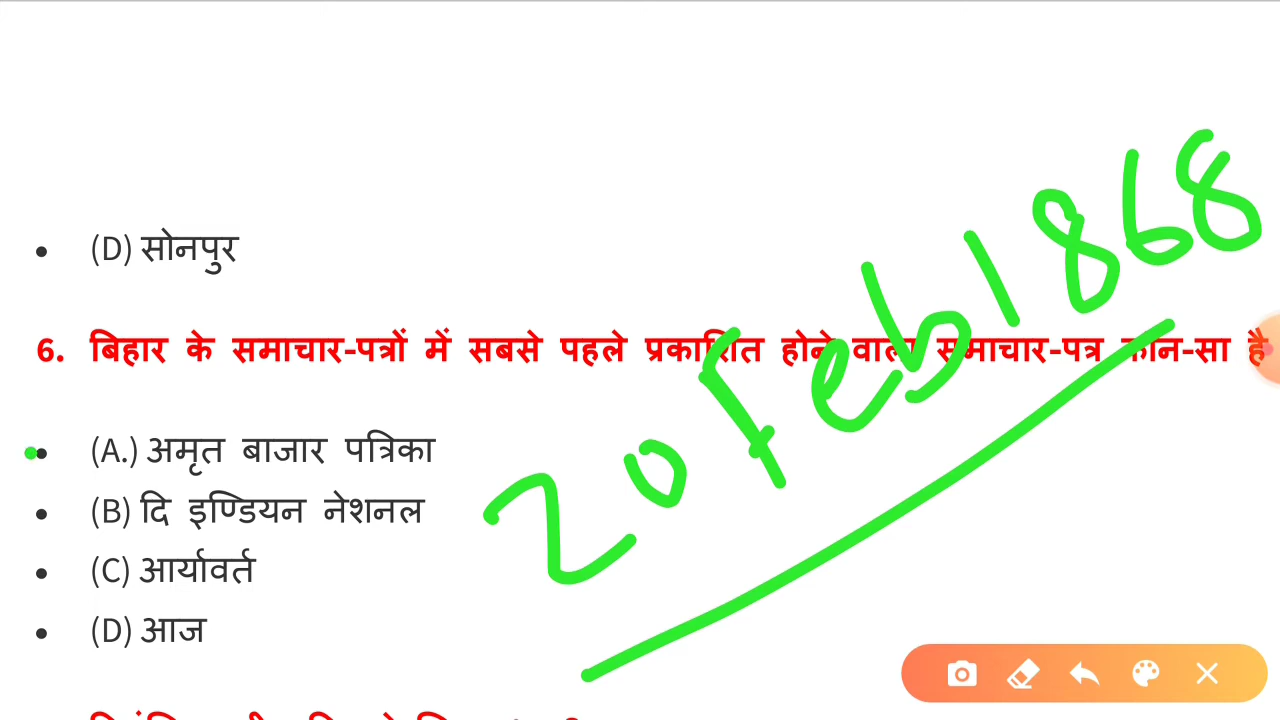 (D) सोनपुर
6. बिहार के समाचार-पत्रों में सबसे पहले प्रकाशित होने वाला समाचार-पत्र कौन-सा है
(A.) अमृत बाजार पत्रिका
(B) दि इण्डियन नेशनल
(C) आर्यावर्त
(D) आज
20 Feb 1868